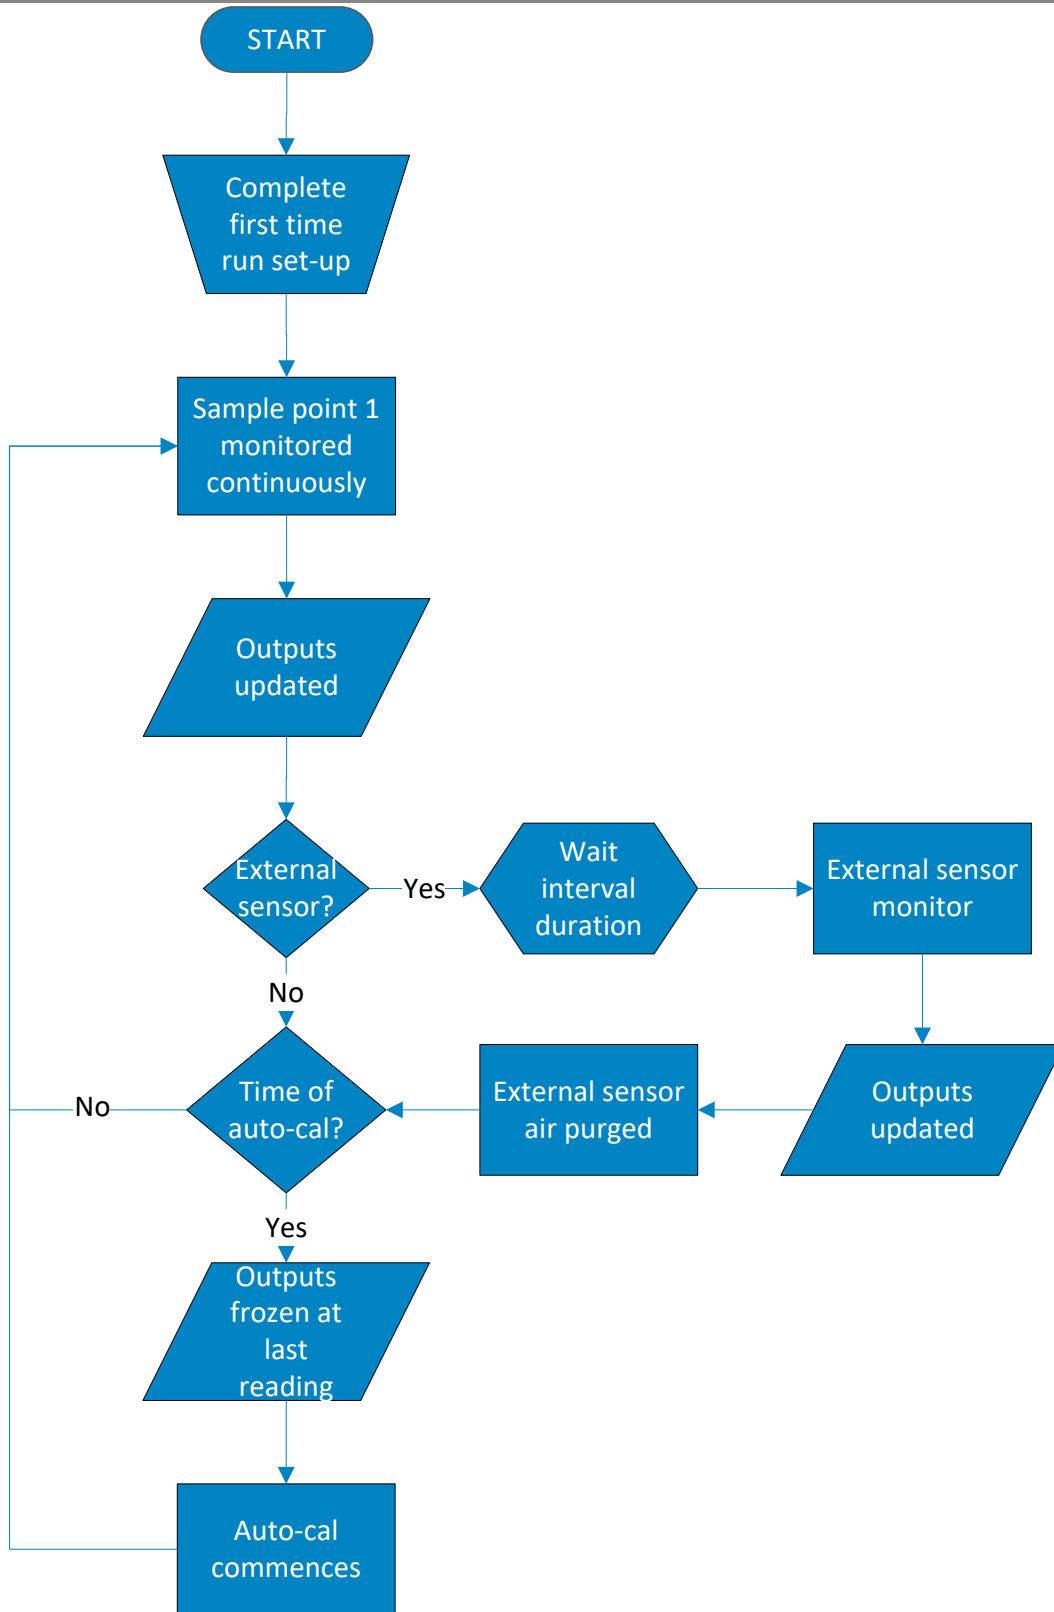 START
Complete
first time
run set-up
Sample point 1
monitored
continuously
Outputs
updated
External
sensor?
Yes
Wait
interval
duration
External sensor
monitor
No
Time of
auto-cal?
No
External sensor
air purged
Outputs
updated
Yes
Outputs
frozen at
last
reading
Auto-cal
commences